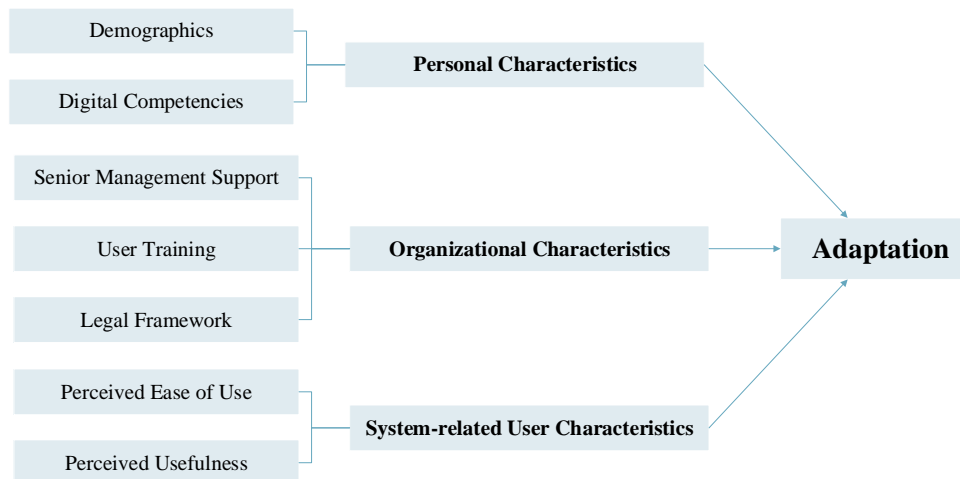 Demographics
Personal Characteristics
Digital Competencies
Senior Management Support
User Training
Organizational Characteristics
Adaptation
Legal Framework
Perceived Ease of Use
System-related User Characteristics
Perceived Usefulness